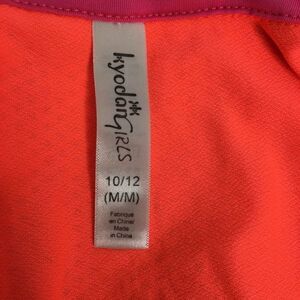 kyodan GIRLS
10/12
(M/M)
Fabriqué
en Chine/
Made
in China